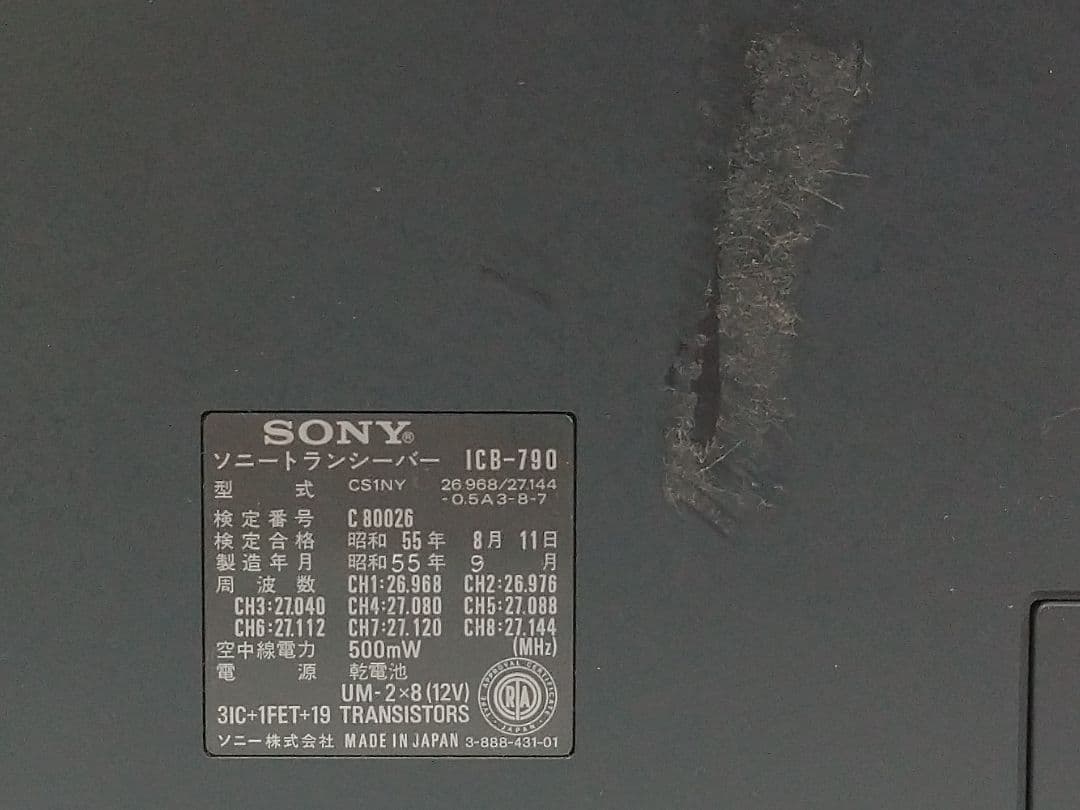 SONY®
ソニートランシーバー ICB-790
型式 CS1NY 26.968/27.144
-0.5A3-8-7
検定番号 C80026
検定合格 昭和 55年 8月 11日
製造年月 昭和55年 9 月
周波数 CH1:26.968 CH2:26.976
CH3:27.040 CH4:27.080 CH5:27.088
CH6:27.112 CH7:27.120 CH8:27.144
空中線電力 500mW (MHz)
電源 乾電池
UM-2×8(12V)
3IC+1FET+19 TRANSISTORS
TYPE APPROVAL CERTIFICATE
RTA
JAPAN
ソニー株式会社 MADE IN JAPAN 3-888-431-01